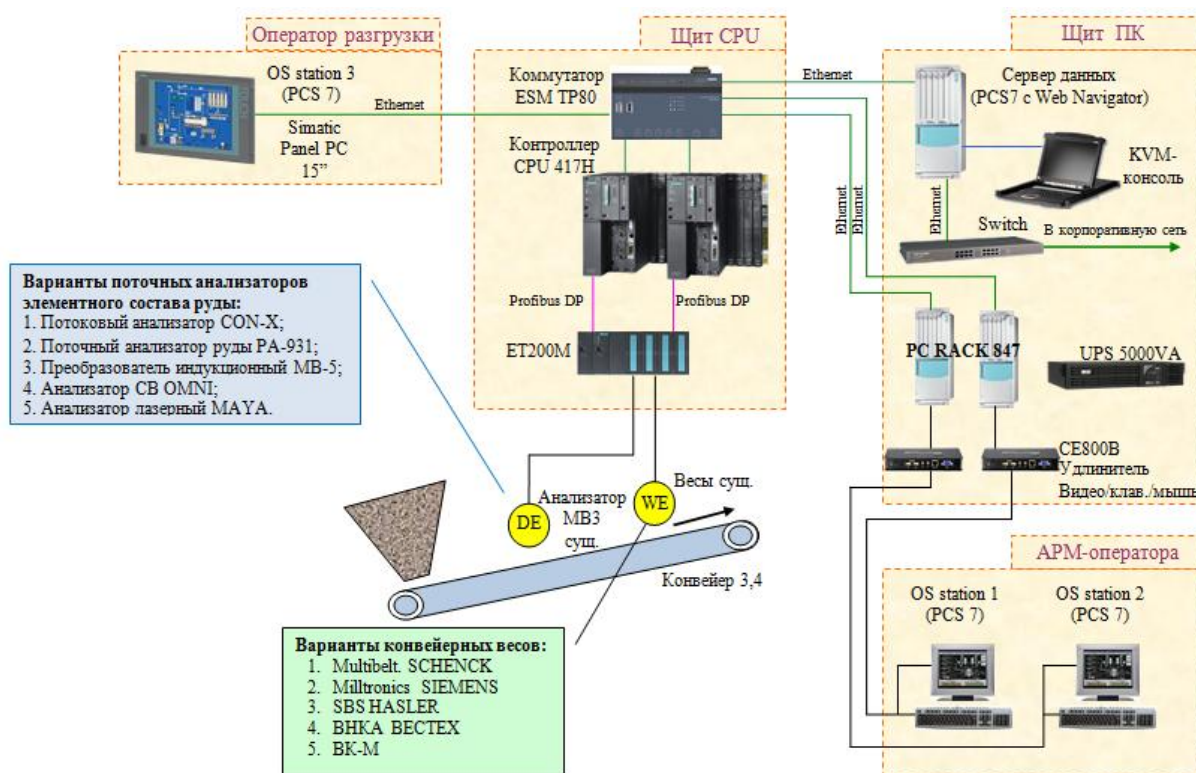 Оператор разгрузки
OS station 3
(PCS 7)
Simatic
Panel PC
15”
Ethernet
Щит CPU
Коммутатор
ESM TP80
Контроллер
CPU 417H
Profibus DP
Profibus DP
ET200M
Ethernet
Ethernet
Ethernet
Щит ПК
Сервер данных
(PCS7 с Web Navigator)
KVM-
консоль
Ethernet
Switch
В корпоративную сеть
PC RACK 847
UPS 5000VA
CE800B
Удлинитель
Видео/клав./мышь
АРМ-оператора
OS station 1
(PCS 7)
OS station 2
(PCS 7)
Варианты поточных анализаторов
элементного состава руды:
1. Потоковый анализатор CON-X;
2. Поточный анализатор руды РА-931;
3. Преобразователь индукционный МВ-5;
4. Анализатор CB OMNI;
5. Анализатор лазерный MAYA.
DE
Анализатор
МВ3
сущ.
WE
Весы сущ.
Конвейер 3,4
Варианты конвейерных весов:
1. Multibelt. SCHENCK
2. Milltronics SIEMENS
3. SBS HASLER
4. ВНКА ВЕСТЕХ
5. ВК-М